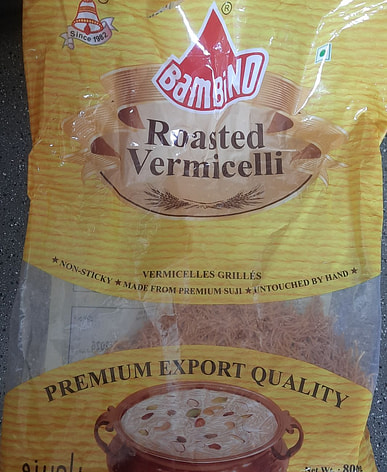 Since 1982
®
BAMBINO
Roasted
Vermicelli
VERMICELLES GRILLÉS
★ NON-STICKY ★ MADE FROM PREMIUM SUJI ★ UNTOUCHED BY HAND ★
PREMIUM EXPORT QUALITY
بامبينو